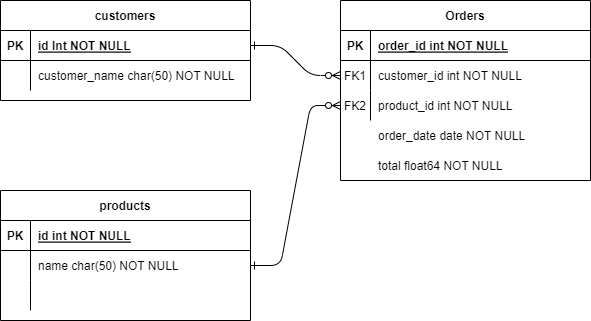 customers
PK id Int NOT NULL
customer_name char(50) NOT NULL
Orders
PK order_id int NOT NULL
FK1 customer_id int NOT NULL
FK2 product_id int NOT NULL
order_date date NOT NULL
total float64 NOT NULL
products
PK id int NOT NULL
name char(50) NOT NULL